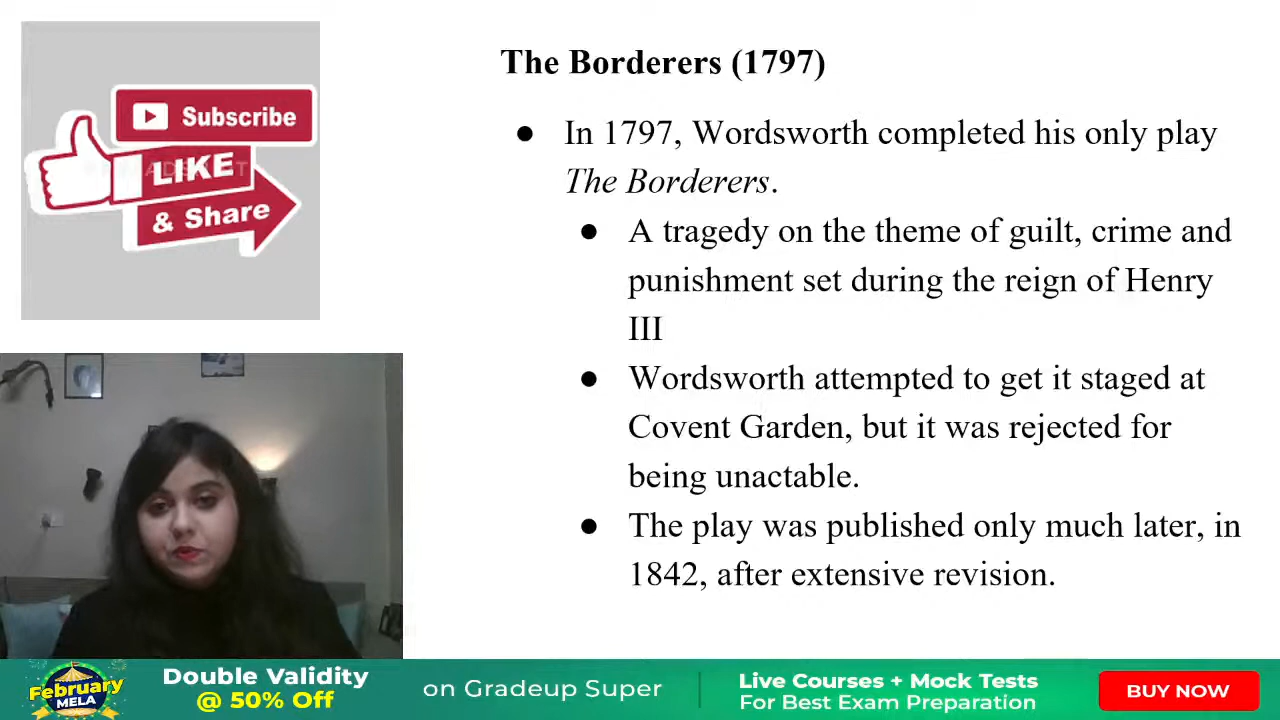 Subscribe
LIKE
& Share
The Borderers (1797)
● In 1797, Wordsworth completed his only play
The Borderers.
● A tragedy on the theme of guilt, crime and
punishment set during the reign of Henry
III
● Wordsworth attempted to get it staged at
Covent Garden, but it was rejected for
being unactable.
● The play was published only much later, in
1842, after extensive revision.
February
MELA
Double Validity
@ 50% Off
on Gradeup Super
Live Courses + Mock Tests
For Best Exam Preparation
BUY NOW